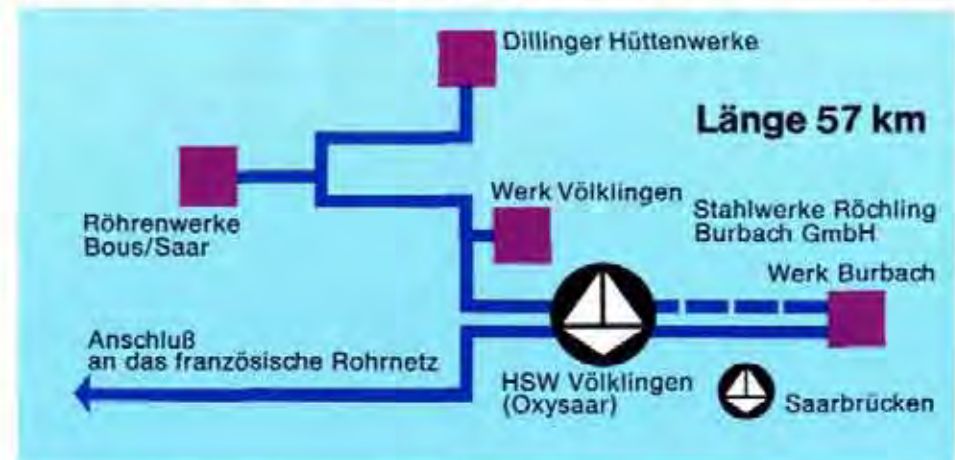 Dillinger Hüttenwerke
Länge 57 km
Röhrenwerke
Bous/Saar
Werk Völklingen
Stahlwerke Röchling
Burbach GmbH
Werk Burbach
Anschluß
an das französische Rohrnetz
HSW Völklingen
(Oxysaar)
Saarbrücken